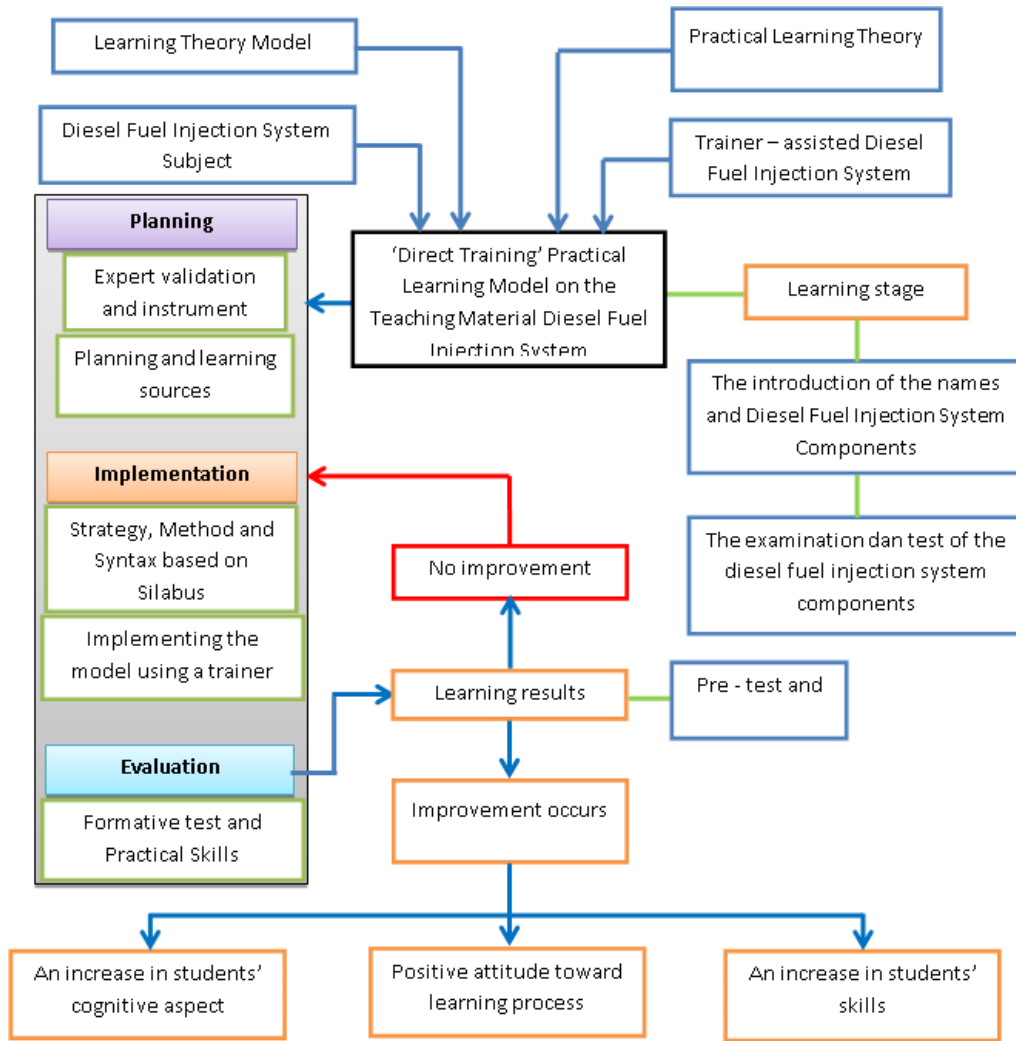 Learning Theory Model
Practical Learning Theory
Diesel Fuel Injection System
Subject
Trainer – assisted Diesel
Fuel Injection System
Planning
Expert validation
and instrument
Planning and learning
sources
‘Direct Training’ Practical
Learning Model on the
Teaching Material Diesel Fuel
Injection System
Learning stage
The introduction of the names
and Diesel Fuel Injection System
Components
The examination dan test of the
diesel fuel injection system
components
Implementation
Strategy, Method and
Syntax based on
Silabus
Implementing the
model using a trainer
No improvement
Learning results
Pre - test and
Evaluation
Formative test and
Practical Skills
Improvement occurs
An increase in students’
cognitive aspect
Positive attitude toward
learning process
An increase in students’
skills